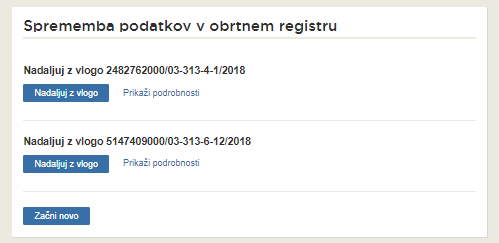 Sprememba podatkov v obrtnem registru
Nadaljuj z vlogo 2482762000/03-313-4-1/2018
Nadaljuj z vlogo Prikaži podrobnosti
Nadaljuj z vlogo 5147409000/03-313-6-12/2018
Nadaljuj z vlogo Prikaži podrobnosti
Začni novo